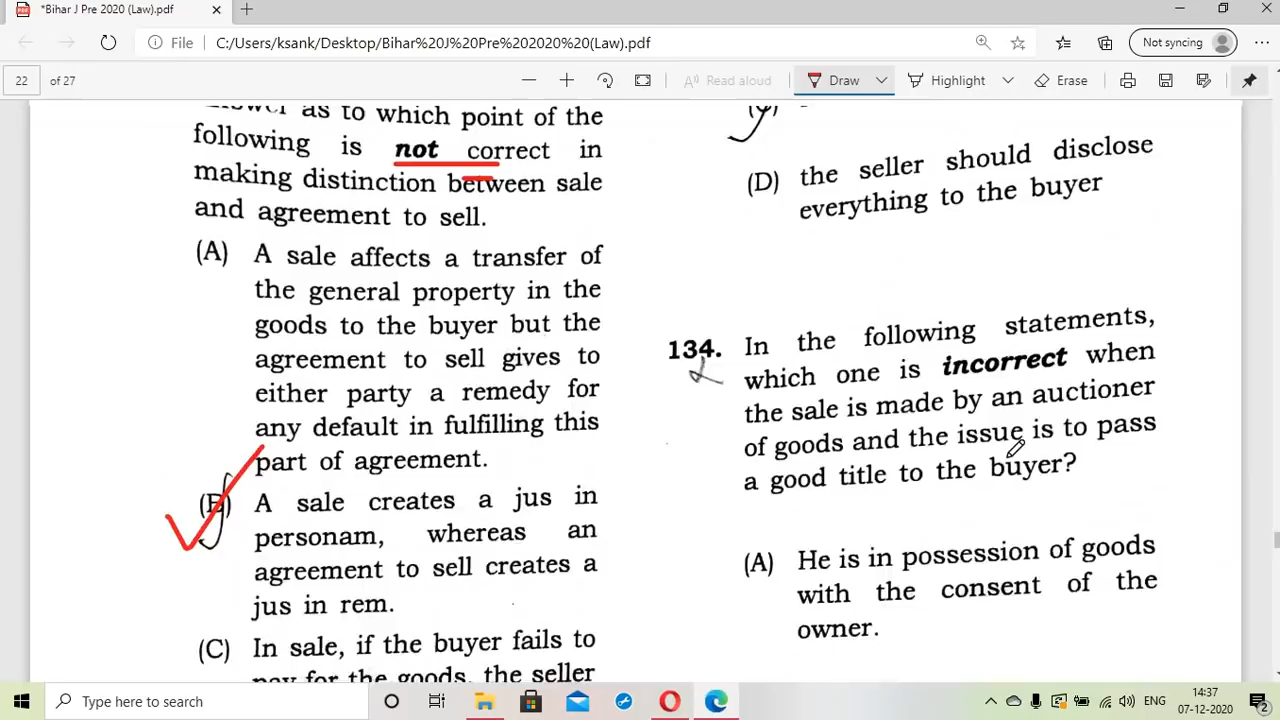 *Bihar J Pre 2020 (Law).pdf
File
C:/Users/ksank/Desktop/Bihar%20J%20Pre%202020%20(Law).pdf
Not syncing
22
of 27
Read aloud
Draw
Highlight
Erase
answer as to which point of the
following is not correct in
making distinction between sale
and agreement to sell.
(A) A sale affects a transfer of
the general property in the
goods to the buyer but the
agreement to sell gives to
either party a remedy for
any default in fulfilling this
part of agreement.
(B) A sale creates a jus in
personam, whereas an
agreement to sell creates a
jus in rem.
(C) In sale, if the buyer fails to
pay for the goods, the seller
(D) the seller should disclose
everything to the buyer
134. In the following statements,
which one is incorrect when
the sale is made by an auctioner
of goods and the issue is to pass
a good title to the buyer?
(A) He is in possession of goods
with the consent of the
owner.
Type here to search
ENG
14:37
07-12-2020
2